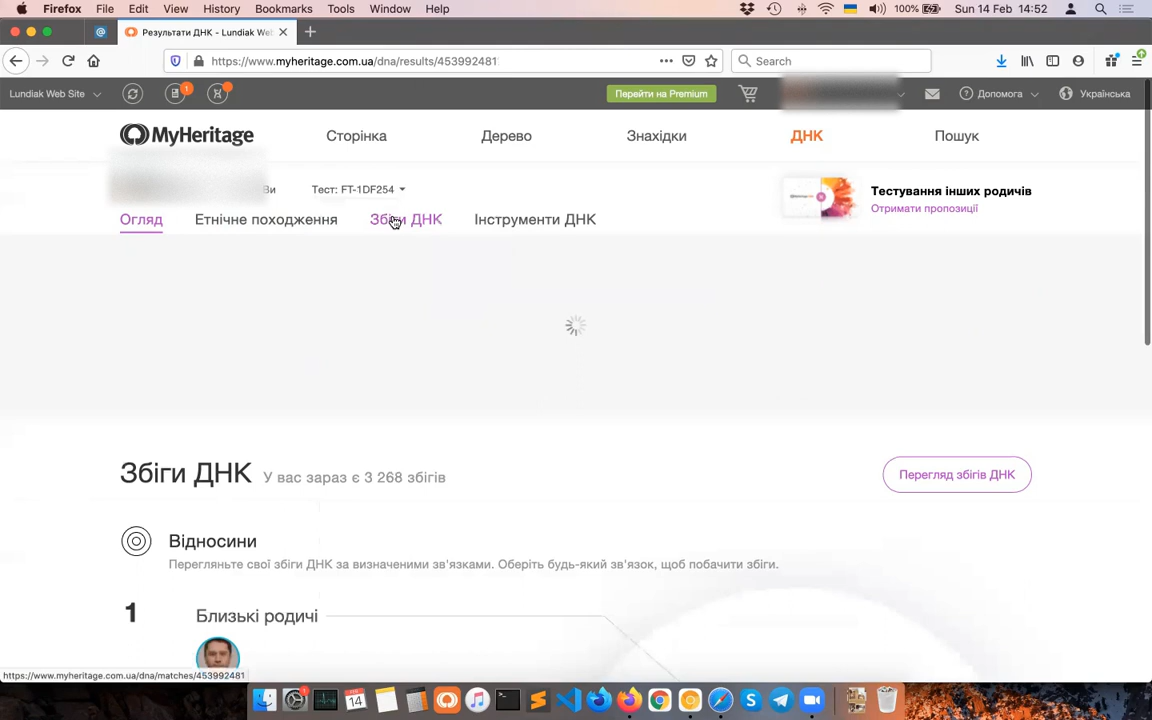 Firefox File Edit View History Bookmarks Tools Window Help 100% Sun 14 Feb 14:52
Результати ДНК - Lundiak Web
https://www.myheritage.com.ua/dna/results/453992481
Search
Lundiak Web Site 1 Перейти на Premium Допомога Українська
MyHeritage Сторінка Дерево Знахідки ДНК Пошук
Ви Тест: FT-1DF254
Тестування інших родичів
Отримати пропозиції
Огляд Етнічне походження Збіги ДНК Інструменти ДНК
Збіги ДНК У вас зараз є 3 268 збігів Перегляд збігів ДНК
Відносини
Перегляньте свої збіги ДНК за визначеними зв'язками. Оберіть будь-який зв'язок, щоб побачити збіги.
1 Близькі родичі
https://www.myheritage.com.ua/dna/matches/453992481
14